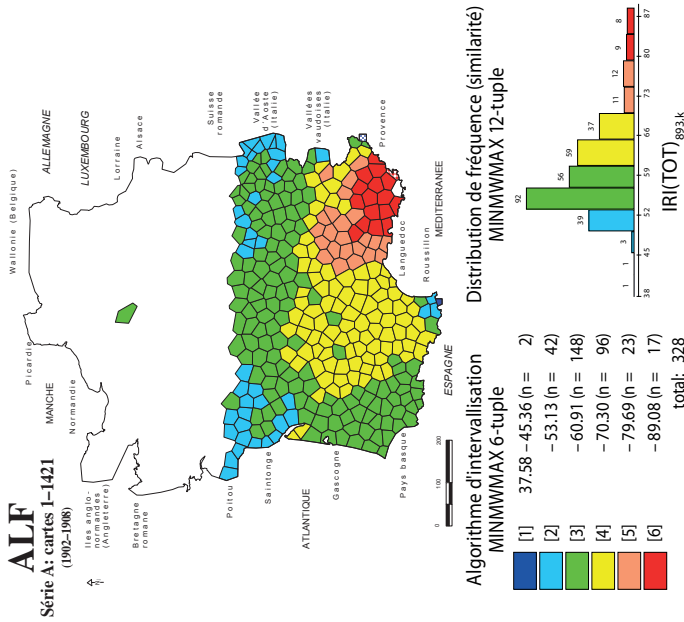 ALF
Série A: cartes 1–1421
(1902–1908)
N
Iles anglo-
normandes
(Angleterre)
Bretagne
romane
MANCHE
Normandie
Picardie
Wallonie (Belgique)
ALLEMAGNE
LUXEMBOURG
Lorraine
Alsace
Suisse
romande
Vallée
d'Aoste
(Italie)
Vallées
vaudoises
(Italie)
Provence
MEDITERRANEE
Languedoc
Roussillon
ESPAGNE
Poitou
Saintonge
ATLANTIQUE
Gascogne
Pays basque
0 100 200
Algorithme d'intervallisation
MINMWMAX 6-tuple
[1] 37.58 – 45.36 (n = 2)
[2] – 53.13 (n = 42)
[3] – 60.91 (n = 148)
[4] – 70.30 (n = 96)
[5] – 79.69 (n = 23)
[6] – 89.08 (n = 17)
total: 328
Distribution de fréquence (similarité)
MINMWMAX 12-tuple
1 1 3 39 92 56 59 37 11 12 9 8
38 45 52 59 66 73 80 87
IRI(TOT) 893.k